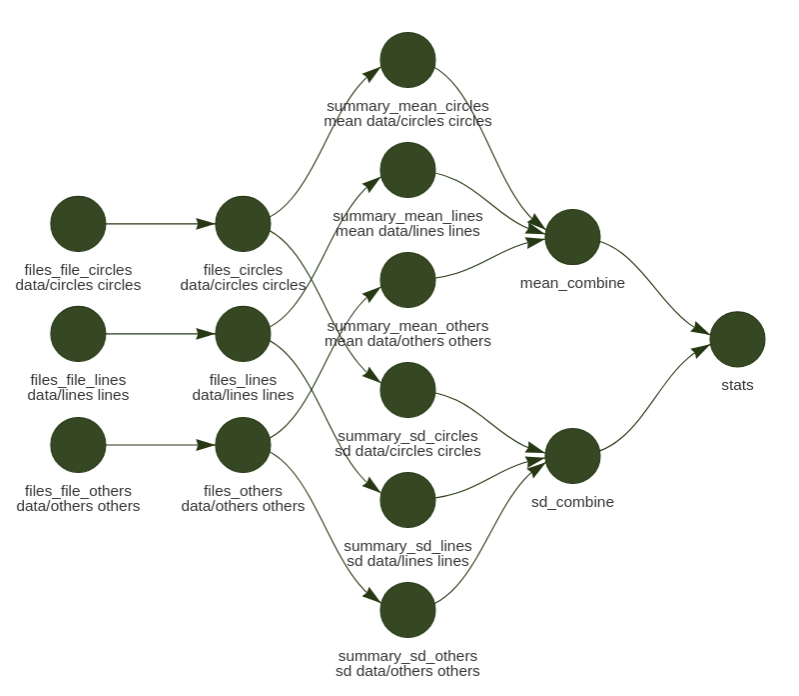 summary_mean_circles
mean data/circles circles
summary_mean_lines
mean data/lines lines
files_file_circles
data/circles circles
files_circles
data/circles circles
mean_combine
summary_mean_others
mean data/others others
files_file_lines
data/lines lines
files_lines
data/lines lines
stats
summary_sd_circles
sd data/circles circles
files_file_others
data/others others
files_others
data/others others
sd_combine
summary_sd_lines
sd data/lines lines
summary_sd_others
sd data/others others